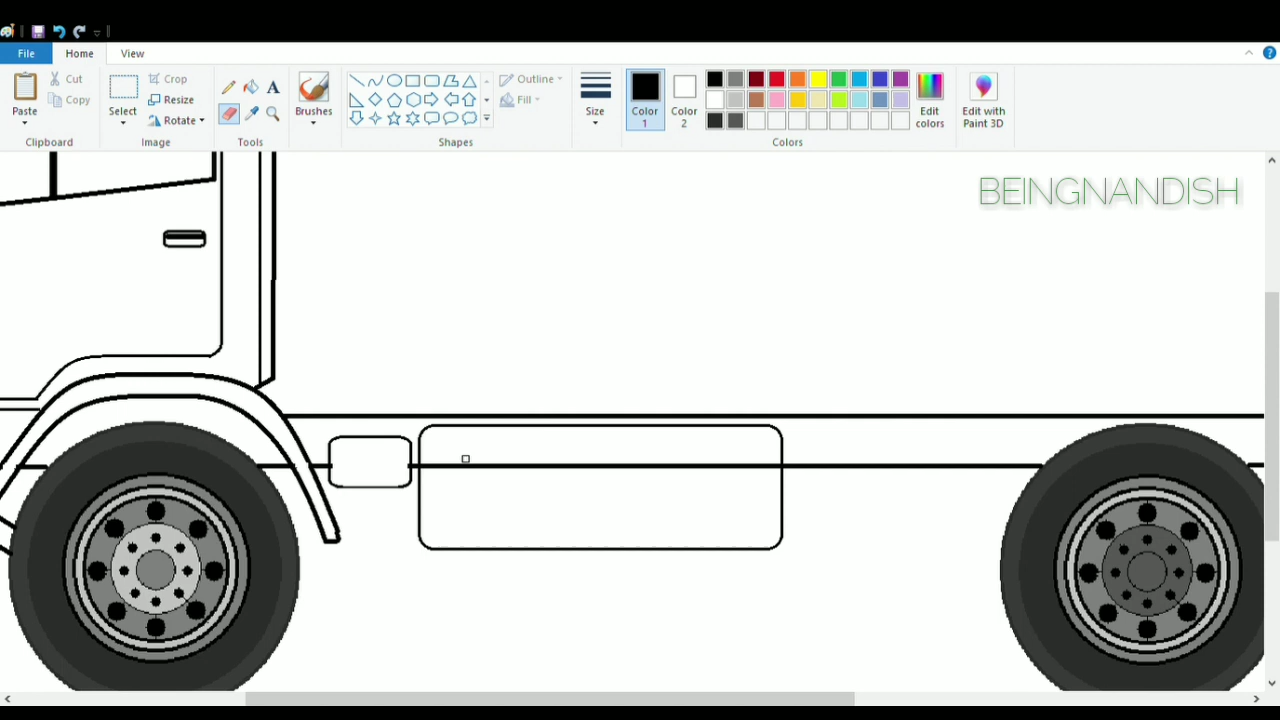 File Home View
Cut Crop Outline
Paste Copy Select Resize Brushes Fill Size Color 1 Color 2 Edit colors Edit with Paint 3D
Rotate A
Clipboard Image Tools Shapes Colors
BEINGNANDISH